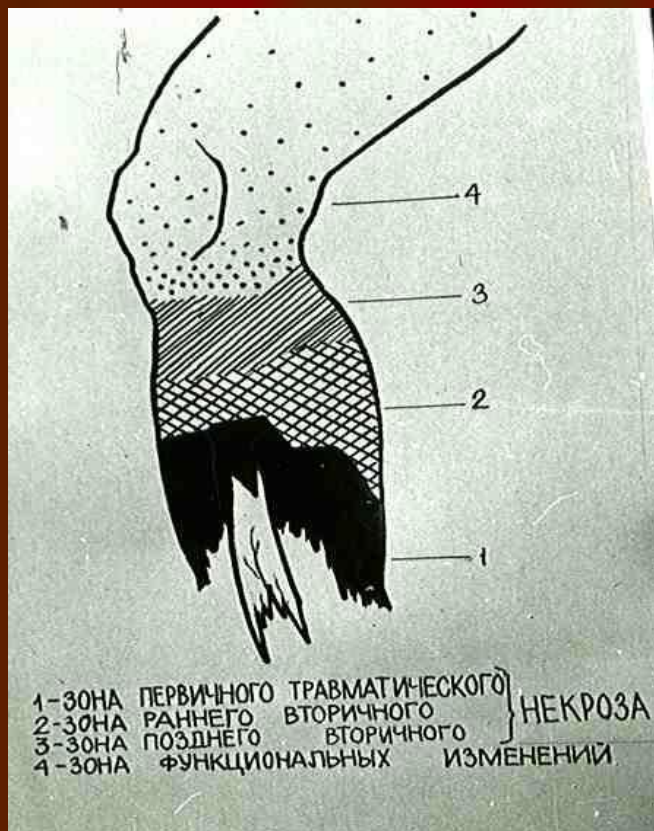 4
3
2
1
1-ЗОНА ПЕРВИЧНОГО ТРАВМАТИЧЕСКОГО
2-ЗОНА РАННЕГО ВТОРИЧНОГО
3-ЗОНА ПОЗДНЕГО ВТОРИЧНОГО
НЕКРОЗА
4-ЗОНА ФУНКЦИОНАЛЬНЫХ ИЗМЕНЕНИЙ